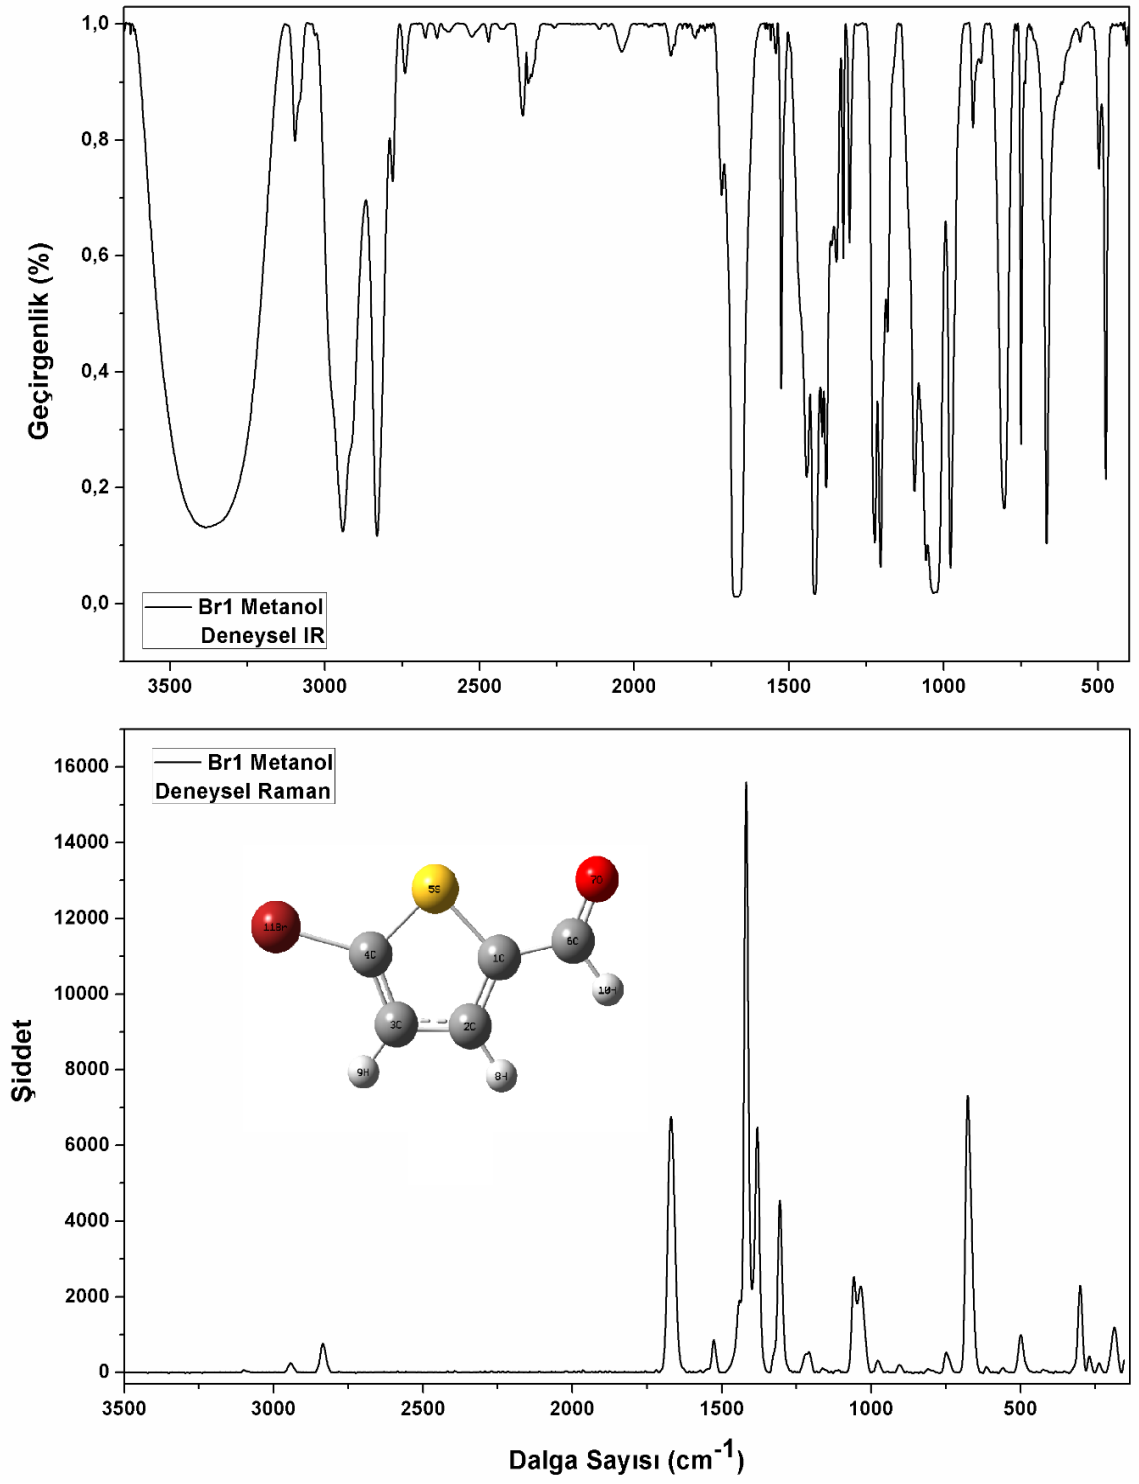 1,0
0,8
0,6
0,4
0,2
0,0
Geçirgenlik (%)
Br1 Metanol
Deneysel IR
3500 3000 2500 2000 1500 1000 500
16000
14000
12000
10000
8000
6000
4000
2000
0
Şiddet
Br1 Metanol
Deneysel Raman
5S
7O
11Br
4C
1C
6C
10H
3C
2C
9H
8H
3500 3000 2500 2000 1500 1000 500
Dalga Sayısı (cm-1)